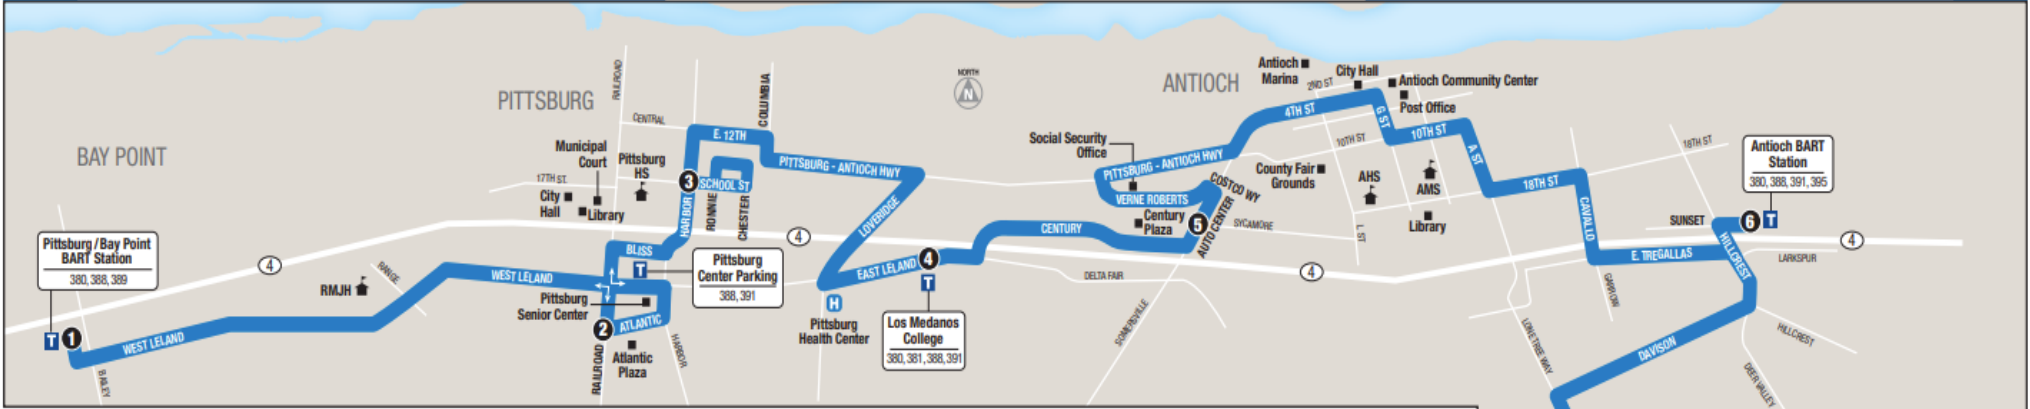 BAY POINT
PITTSBURG
ANTIOCH
NORTH
N
Pittsburg / Bay Point
BART Station
380, 388, 389
T
1
BAILEY
WEST LELAND
4
RANGE
RMJH
WEST LELAND
RAILROAD
CENTRAL
Municipal
Court
Pittsburg
HS
17TH ST.
City
Hall
Library
BLISS
T
Pittsburg
Center Parking
388, 391
Pittsburg
Senior Center
2
ATLANTIC
Atlantic
Plaza
RAILROAD
HARBOR
HARBOR
3
SCHOOL ST
RONNIE
CHESTER
E. 12TH
COLUMBIA
PITTSBURG - ANTIOCH HWY
LOVERIDGE
4
H
Pittsburg
Health Center
EAST LELAND
4
T
Los Medanos
College
380, 381, 388, 391
CENTURY
DELTA FAIR
SOMERSVILLE
Social Security
Office
PITTSBURG - ANTIOCH HWY
VERNE ROBERTS
Century
Plaza
5
COSTCO WY
AUTO CENTER
SYCAMORE
4
Antioch
Marina
2ND ST
City Hall
Antioch Community Center
Post Office
4TH ST
G ST
10TH ST
10TH ST
A ST
County Fair
Grounds
AHS
AMS
Library
L ST
18TH ST
18TH ST
CAVALLO
E. TREGALLAS
GARROW
LONE TREE WAY
SUNSET
6
T
Antioch BART
Station
380, 388, 391, 395
HILLCREST
4
LARKSPUR
HILLCREST
DAVISON
DEER VALLEY